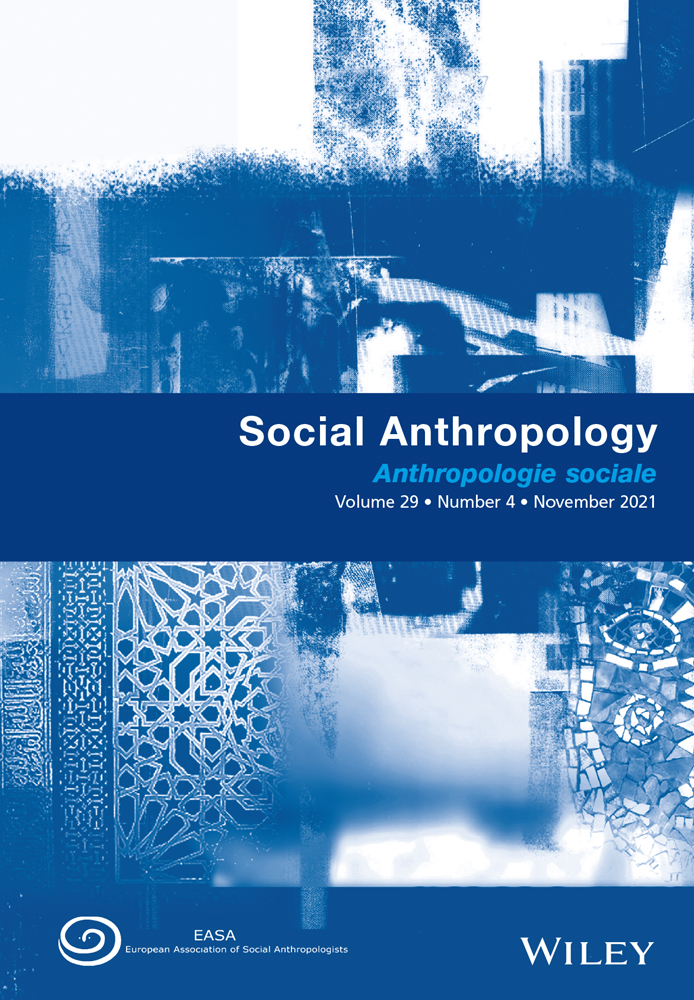 Social Anthropology
Anthropologie sociale
Volume 29 • Number 4 • November 2021
EASA
European Association of Social Anthropologists
WILEY